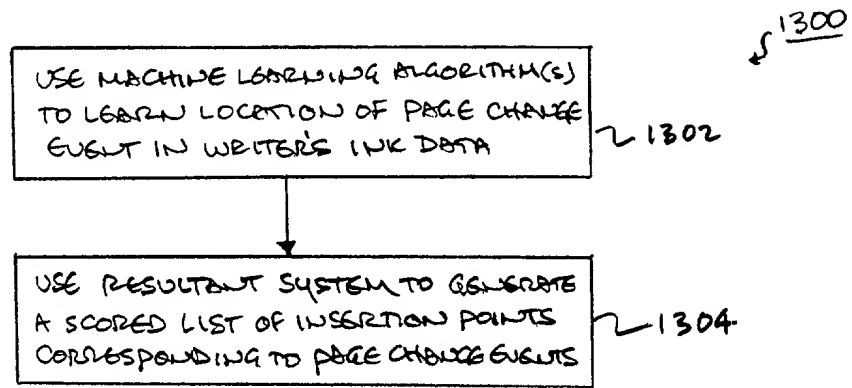 1300
USE MACHINE LEARNING ALGORITHM(S)
TO LEARN LOCATION OF PAGE CHANGE
EVENT IN WRITER'S INK DATA
1302
USE RESULTANT SYSTEM TO GENERATE
A SCORED LIST OF INSERTION POINTS
CORRESPONDING TO PAGE CHANGE EVENTS
1304.